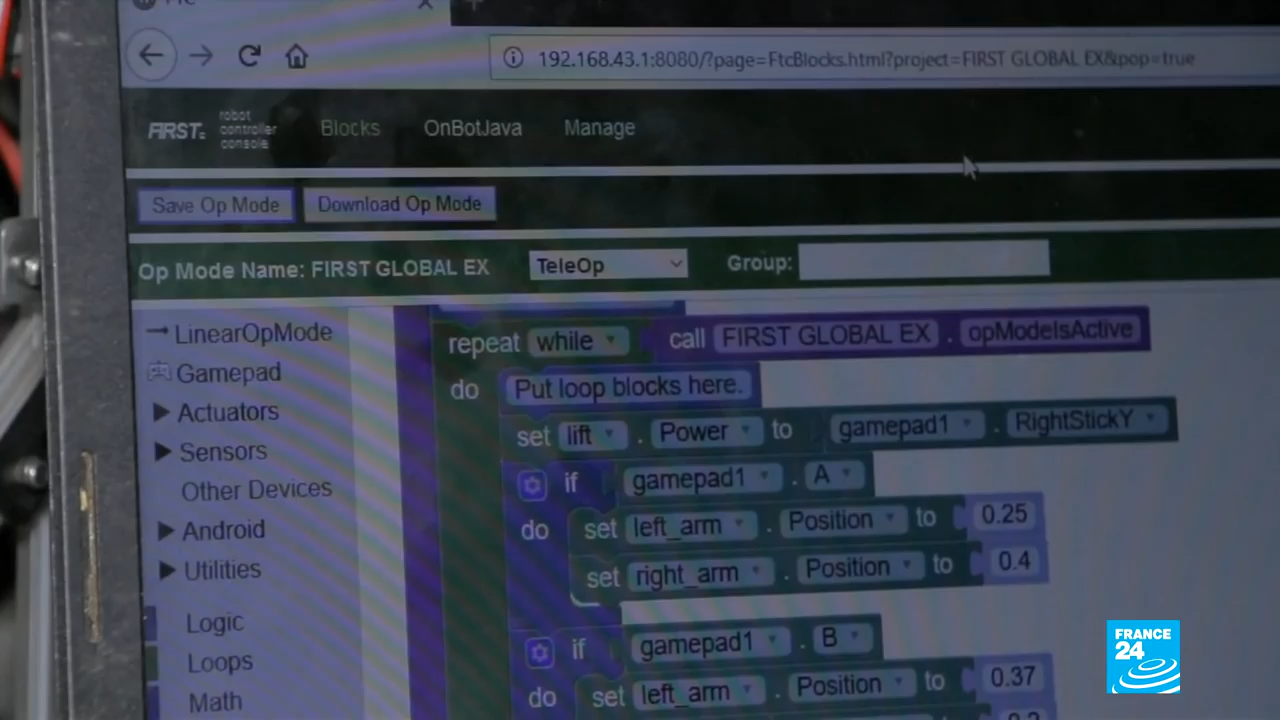 192.168.43.1:8080/?page=FtcBlocks.html?project=FIRST GLOBAL EX&pop=true
FIRST. robot controller console Blocks OnBotJava Manage
Save Op Mode Download Op Mode
Op Mode Name: FIRST GLOBAL EX TeleOp Group:
LinearOpMode
Gamepad
Actuators
Sensors
Other Devices
Android
Utilities
Logic
Loops
Math
repeat while call FIRST GLOBAL EX . opModeIsActive
do Put loop blocks here.
set lift . Power to gamepad1 . RightStickY
if gamepad1 . A
do set left_arm . Position to 0.25
set right_arm . Position to 0.4
if gamepad1 . B
do set left_arm . Position to 0.37
FRANCE
24